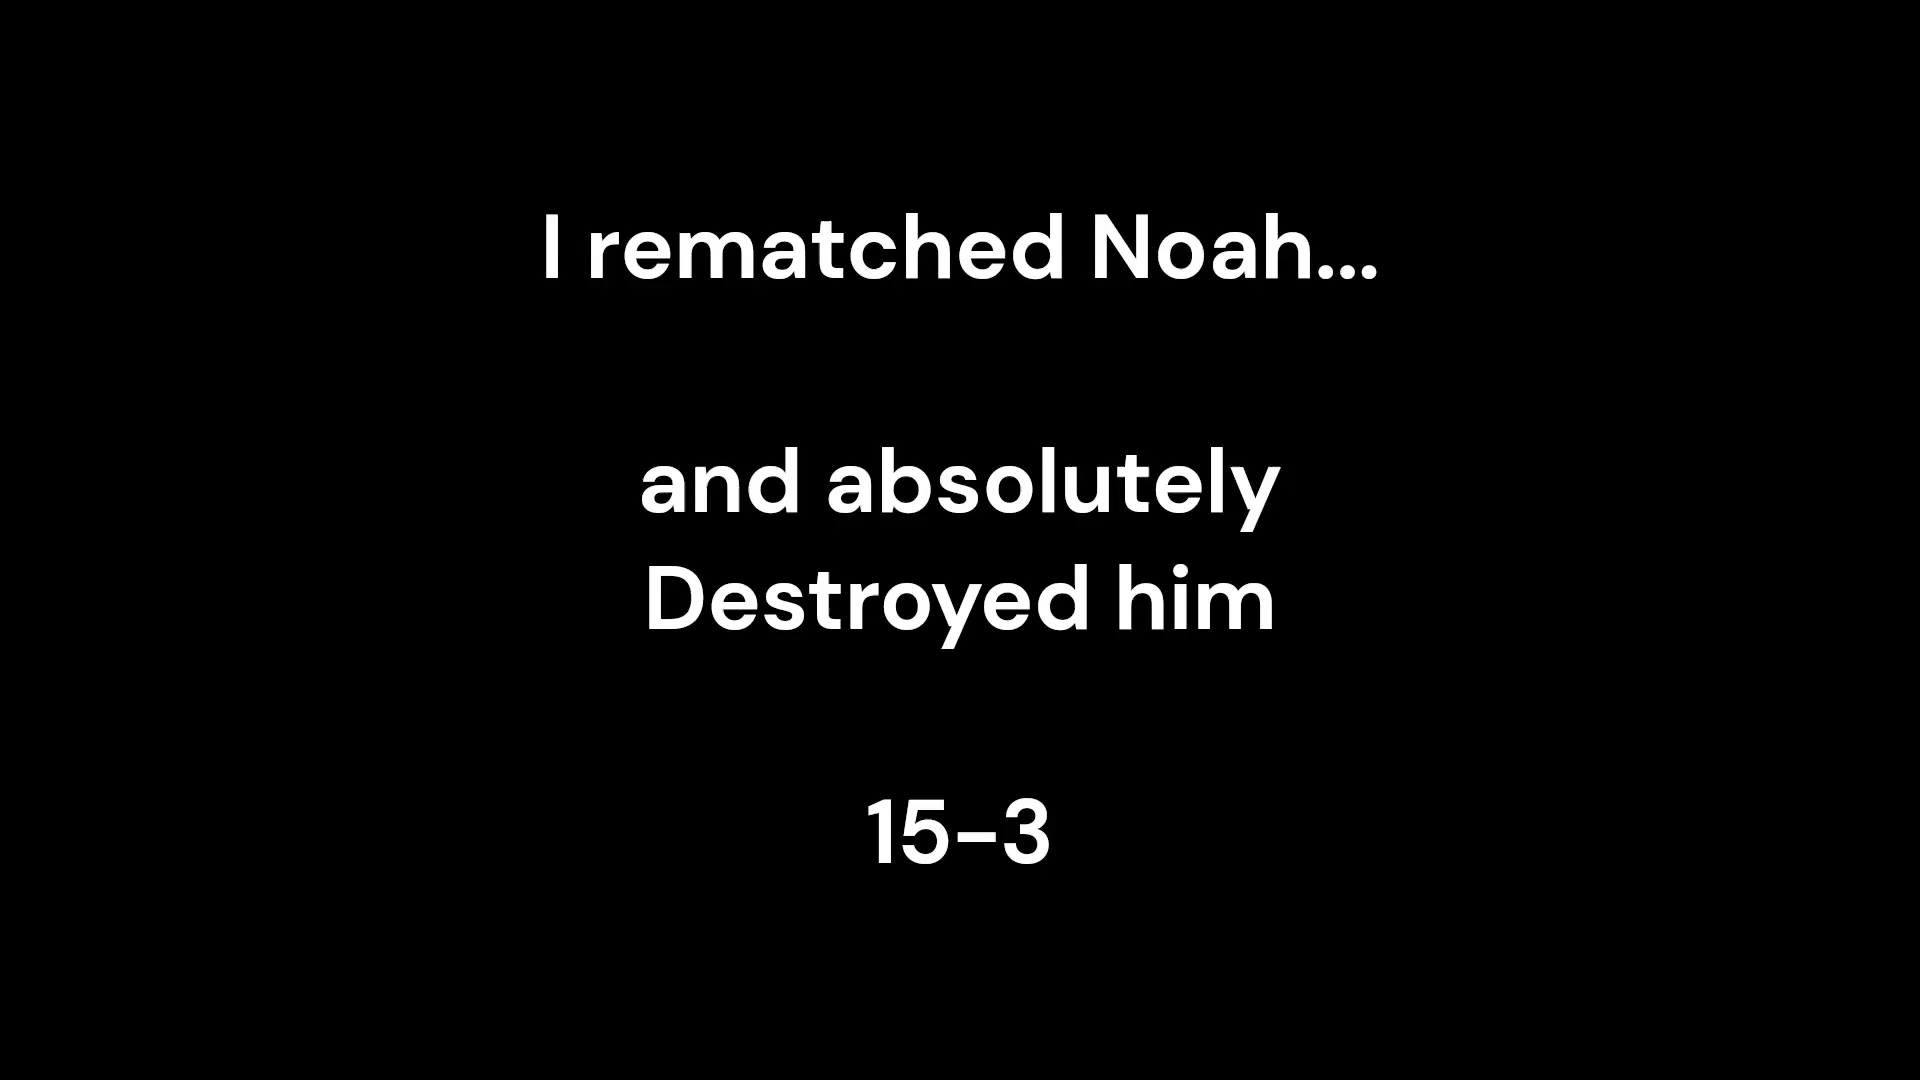 I rematched Noah...
and absolutely
Destroyed him
15-3